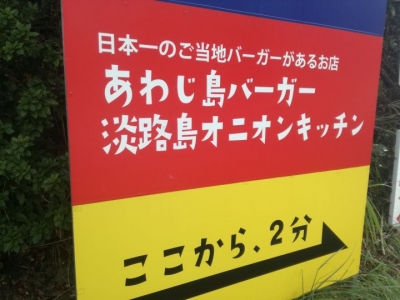 日本一のご当地バーガーがあるお店
あわじ島バーガー
淡路島オニオンキッチン
ここから、2分